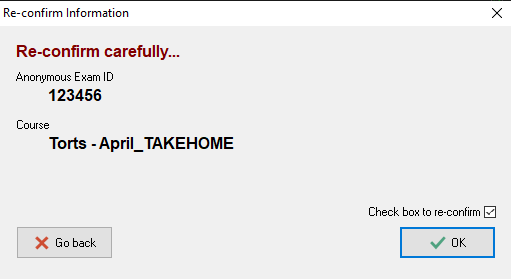 Re-confirm Information
Re-confirm carefully...
Anonymous Exam ID
123456
Course
Torts - April_TAKEHOME
Check box to re-confirm
Go back
OK